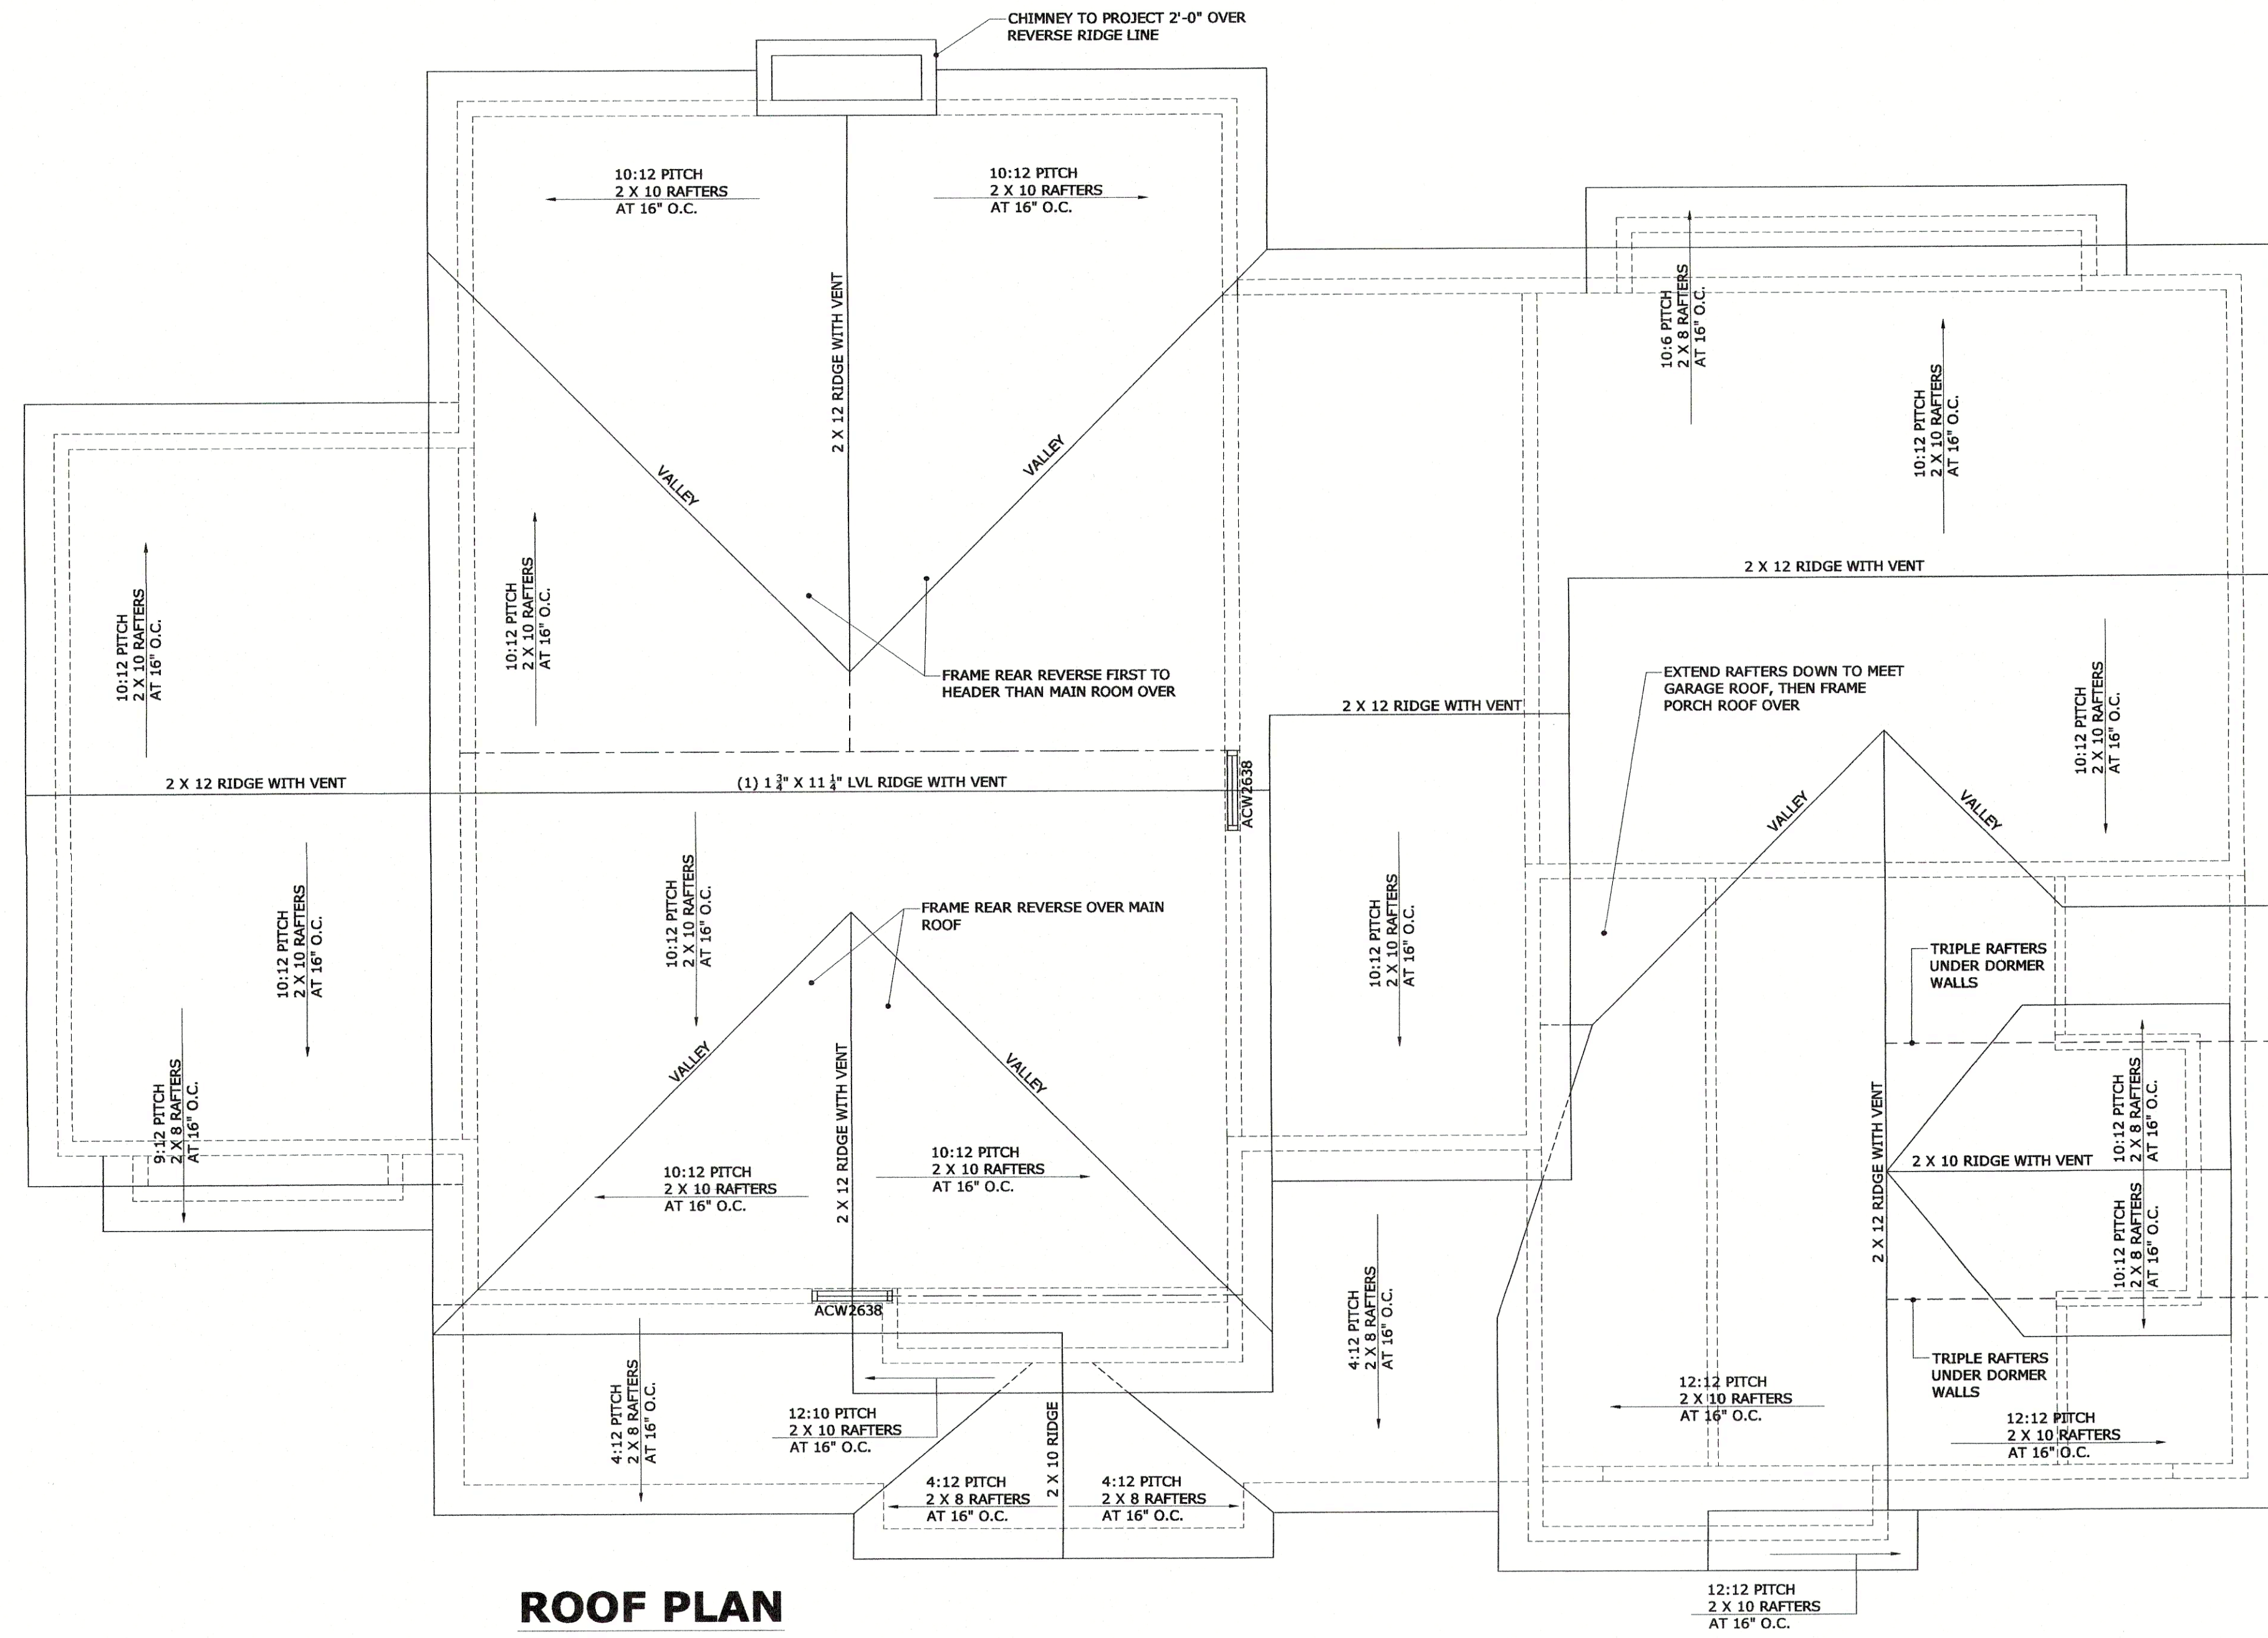 CHIMNEY TO PROJECT 2'-0" OVER
REVERSE RIDGE LINE
10:12 PITCH
2 X 10 RAFTERS
AT 16" O.C.
10:12 PITCH
2 X 10 RAFTERS
AT 16" O.C.
2 X 12 RIDGE WITH VENT
VALLEY
VALLEY
10:6 PITCH
2 X 8 RAFTERS
AT 16" O.C.
10:12 PITCH
2 X 10 RAFTERS
AT 16" O.C.
10:12 PITCH
2 X 10 RAFTERS
AT 16" O.C.
10:12 PITCH
2 X 10 RAFTERS
AT 16" O.C.
2 X 12 RIDGE WITH VENT
FRAME REAR REVERSE FIRST TO
HEADER THAN MAIN ROOM OVER
EXTEND RAFTERS DOWN TO MEET
GARAGE ROOF, THEN FRAME
PORCH ROOF OVER
10:12 PITCH
2 X 10 RAFTERS
AT 16" O.C.
2 X 12 RIDGE WITH VENT
2 X 12 RIDGE WITH VENT
(1) 1 3/4" X 11 1/4" LVL RIDGE WITH VENT
ACW2638
VALLEY
VALLEY
10:12 PITCH
2 X 10 RAFTERS
AT 16" O.C.
10:12 PITCH
2 X 10 RAFTERS
AT 16" O.C.
FRAME REAR REVERSE OVER MAIN
ROOF
10:12 PITCH
2 X 10 RAFTERS
AT 16" O.C.
TRIPLE RAFTERS
UNDER DORMER
WALLS
9:12 PITCH
2 X 8 RAFTERS
AT 16" O.C.
VALLEY
VALLEY
2 X 12 RIDGE WITH VENT
10:12 PITCH
2 X 10 RAFTERS
AT 16" O.C.
10:12 PITCH
2 X 10 RAFTERS
AT 16" O.C.
2 X 12 RIDGE WITH VENT
10:12 PITCH
2 X 8 RAFTERS
AT 16" O.C.
2 X 10 RIDGE WITH VENT
10:12 PITCH
2 X 8 RAFTERS
AT 16" O.C.
ACW2638
4:12 PITCH
2 X 8 RAFTERS
AT 16" O.C.
4:12 PITCH
2 X 8 RAFTERS
AT 16" O.C.
TRIPLE RAFTERS
UNDER DORMER
WALLS
12:10 PITCH
2 X 10 RAFTERS
AT 16" O.C.
2 X 10 RIDGE
12:12 PITCH
2 X 10 RAFTERS
AT 16" O.C.
12:12 PITCH
2 X 10 RAFTERS
AT 16" O.C.
4:12 PITCH
2 X 8 RAFTERS
AT 16" O.C.
4:12 PITCH
2 X 8 RAFTERS
AT 16" O.C.
12:12 PITCH
2 X 10 RAFTERS
AT 16" O.C.
ROOF PLAN